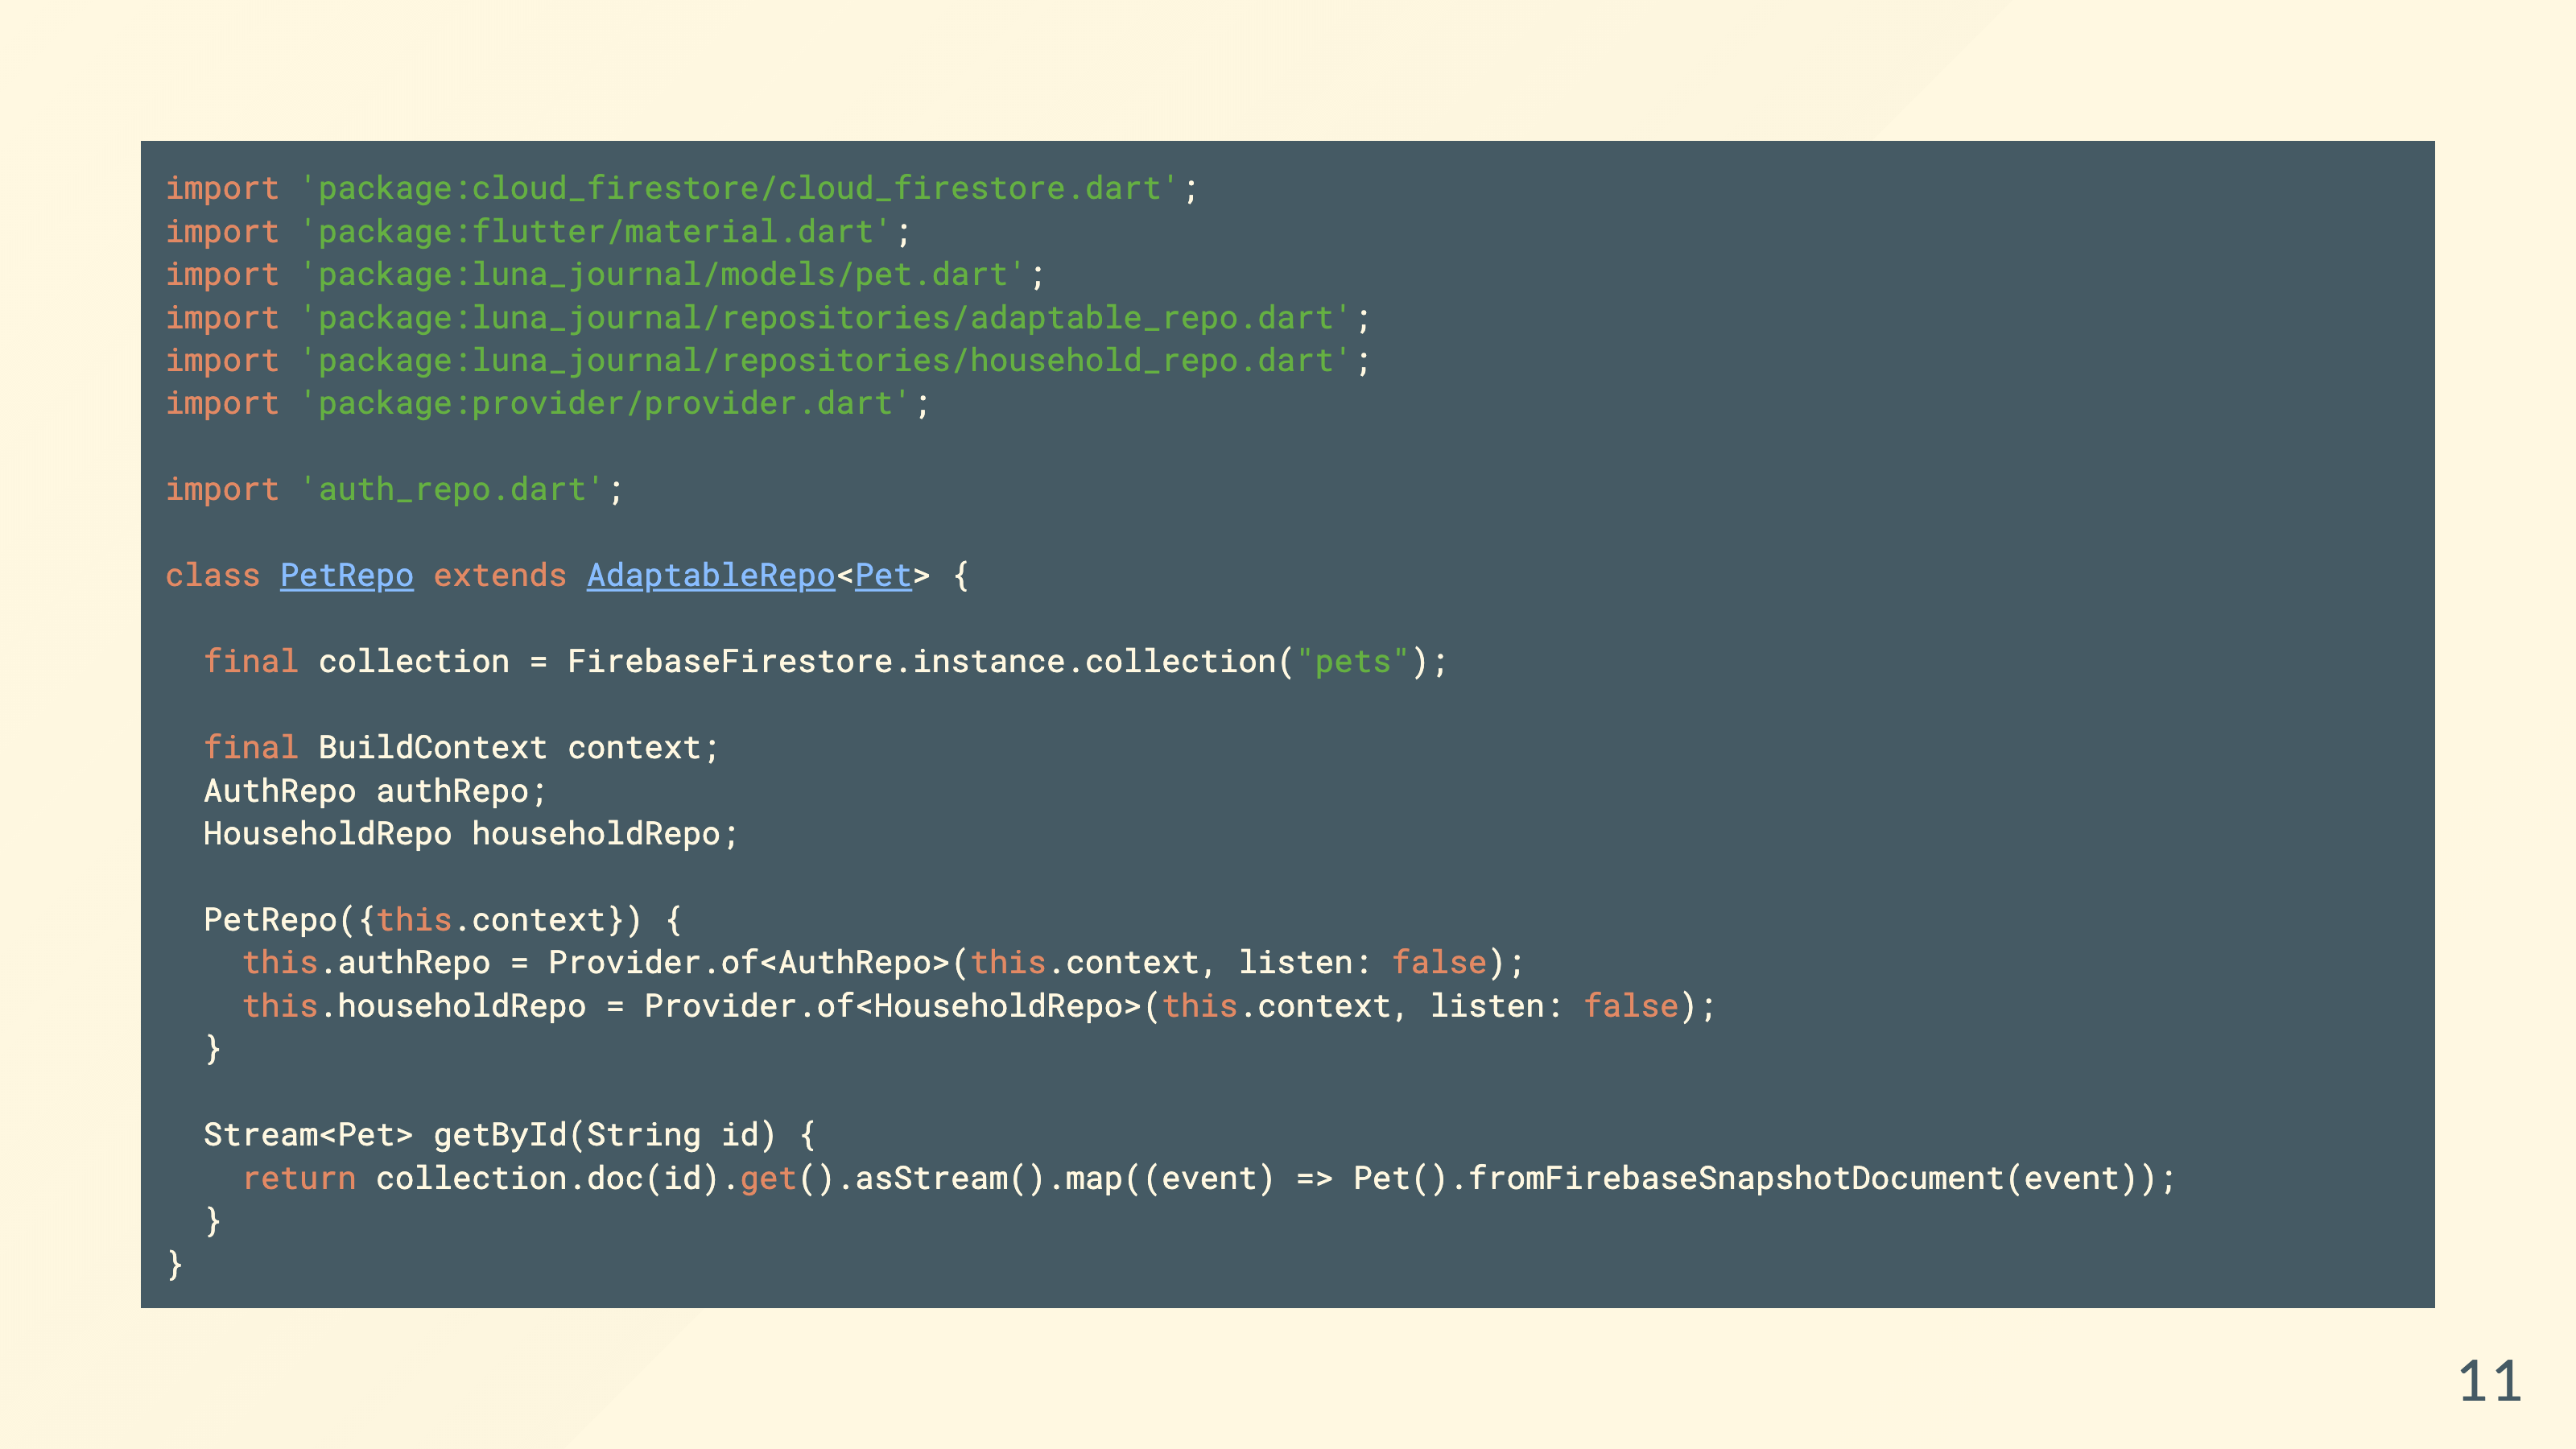 import 'package:cloud_firestore/cloud_firestore.dart';
import 'package:flutter/material.dart';
import 'package:luna_journal/models/pet.dart';
import 'package:luna_journal/repositories/adaptable_repo.dart';
import 'package:luna_journal/repositories/household_repo.dart';
import 'package:provider/provider.dart';

import 'auth_repo.dart';

class PetRepo extends AdaptableRepo<Pet> {

  final collection = FirebaseFirestore.instance.collection("pets");

  final BuildContext context;
  AuthRepo authRepo;
  HouseholdRepo householdRepo;

  PetRepo({this.context}) {
    this.authRepo = Provider.of<AuthRepo>(this.context, listen: false);
    this.householdRepo = Provider.of<HouseholdRepo>(this.context, listen: false);
  }

  Stream<Pet> getById(String id) {
    return collection.doc(id).get().asStream().map((event) => Pet().fromFirebaseSnapshotDocument(event));
  }
}
11